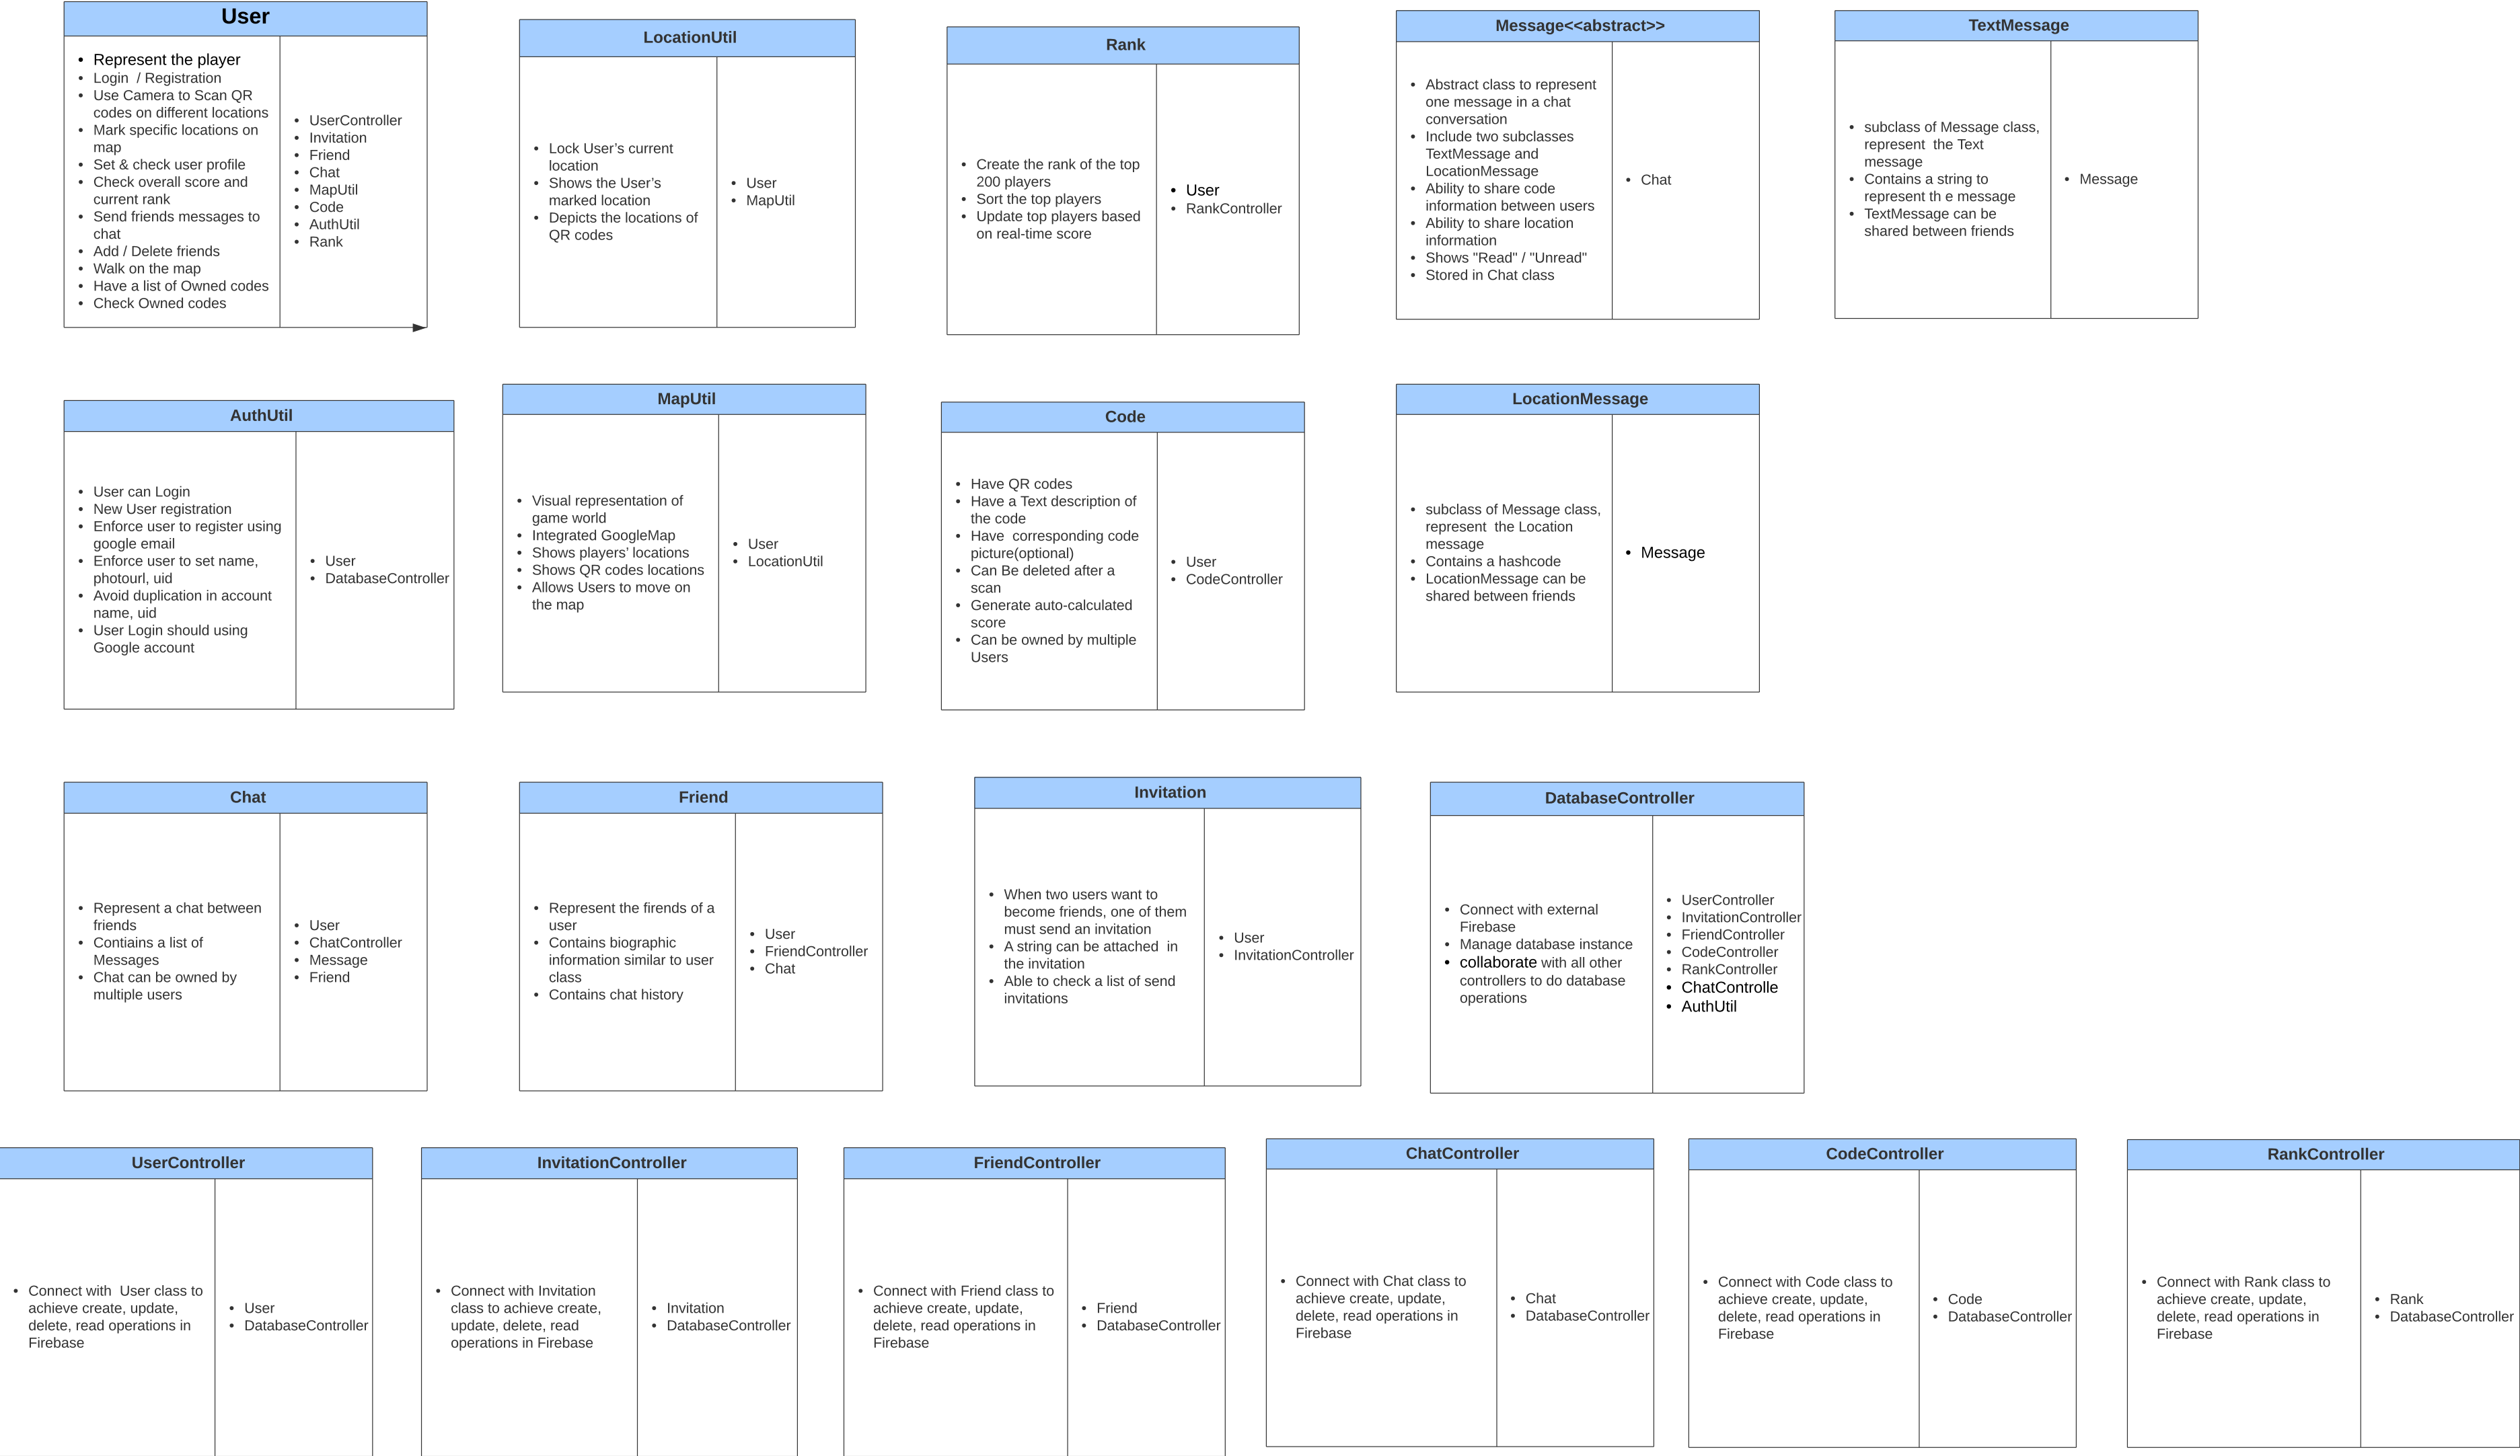 User
• Represent the player
• Login  / Registration
• Use Camera to Scan QR
codes on different locations
• Mark specific locations on
map
• Set & check user profile
• Check overall score and
current rank
• Send friends messages to
chat
• Add / Delete friends
• Walk on the map
• Have a list of Owned codes
• Check Owned codes
• UserController
• Invitation
• Friend
• Chat
• MapUtil
• Code
• AuthUtil
• Rank
LocationUtil
• Lock User’s current
location
• Shows the User’s
marked location
• Depicts the locations of
QR codes
• User
• MapUtil
Rank
• Create the rank of the top
200 players
• Sort the top players
• Update top players based
on real-time score
• User
• RankController
Message<<abstract>>
• Abstract class to represent
one message in a chat
conversation
• Include two subclasses
TextMessage and
LocationMessage
• Ability to share code
information between users
• Ability to share location
information
• Shows "Read" / "Unread"
• Stored in Chat class
• Chat
TextMessage
• subclass of Message class,
represent  the Text
message
• Contains a string to
represent th e message
• TextMessage can be
shared between friends
• Message
AuthUtil
• User can Login
• New User registration
• Enforce user to register using
google email
• Enforce user to set name,
photourl, uid
• Avoid duplication in account
name, uid
• User Login should using
Google account
• User
• DatabaseController
MapUtil
• Visual representation of
game world
• Integrated GoogleMap
• Shows players’ locations
• Shows QR codes locations
• Allows Users to move on
the map
• User
• LocationUtil
Code
• Have QR codes
• Have a Text description of
the code
• Have  corresponding code
picture(optional)
• Can Be deleted after a
scan
• Generate auto-calculated
score
• Can be owned by multiple
Users
• User
• CodeController
LocationMessage
• subclass of Message class,
represent  the Location
message
• Contains a hashcode
• LocationMessage can be
shared between friends
• Message
Chat
• Represent a chat between
friends
• Contiains a list of
Messages
• Chat can be owned by
multiple users
• User
• ChatController
• Message
• Friend
Friend
• Represent the firends of a
user
• Contains biographic
information similar to user
class
• Contains chat history
• User
• FriendController
• Chat
Invitation
• When two users want to
become friends, one of them
must send an invitation
• A string can be attached  in
the invitation
• Able to check a list of send
invitations
• User
• InvitationController
DatabaseController
• Connect with external
Firebase
• Manage database instance
• collaborate with all other
controllers to do database
operations
• UserController
• InvitationController
• FriendController
• CodeController
• RankController
• ChatControlle
• AuthUtil
UserController
• Connect with  User class to
achieve create, update,
delete, read operations in
Firebase
• User
• DatabaseController
InvitationController
• Connect with Invitation
class to achieve create,
update, delete, read
operations in Firebase
• Invitation
• DatabaseController
FriendController
• Connect with Friend class to
achieve create, update,
delete, read operations in
Firebase
• Friend
• DatabaseController
ChatController
• Connect with Chat class to
achieve create, update,
delete, read operations in
Firebase
• Chat
• DatabaseController
CodeController
• Connect with Code class to
achieve create, update,
delete, read operations in
Firebase
• Code
• DatabaseController
RankController
• Connect with Rank class to
achieve create, update,
delete, read operations in
Firebase
• Rank
• DatabaseController